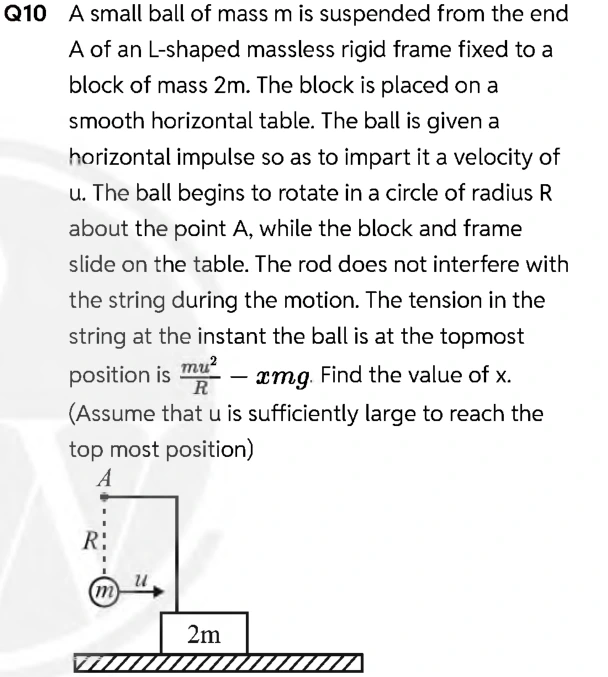 Q10 A small ball of mass m is suspended from the end
A of an L-shaped massless rigid frame fixed to a
block of mass 2m. The block is placed on a
smooth horizontal table. The ball is given a
horizontal impulse so as to impart it a velocity of
u. The ball begins to rotate in a circle of radius R
about the point A, while the block and frame
slide on the table. The rod does not interfere with
the string during the motion. The tension in the
string at the instant the ball is at the topmost
position is mu²/R − xmg. Find the value of x.
(Assume that u is sufficiently large to reach the
top most position)
A
R
u
m
2m